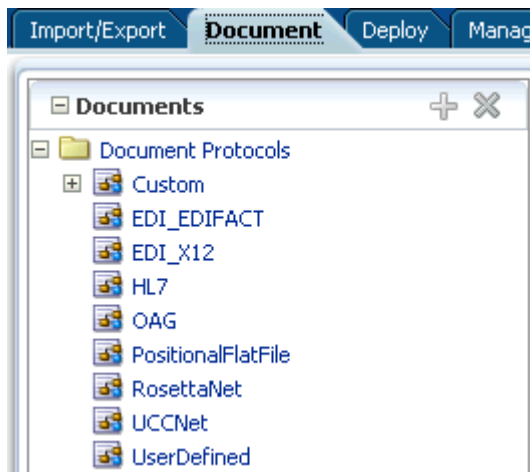 Import/Export Document Deploy Manag
Documents
Document Protocols
Custom
EDI_EDIFACT
EDI_X12
HL7
OAG
PositionalFlatFile
RosettaNet
UCCNet
UserDefined